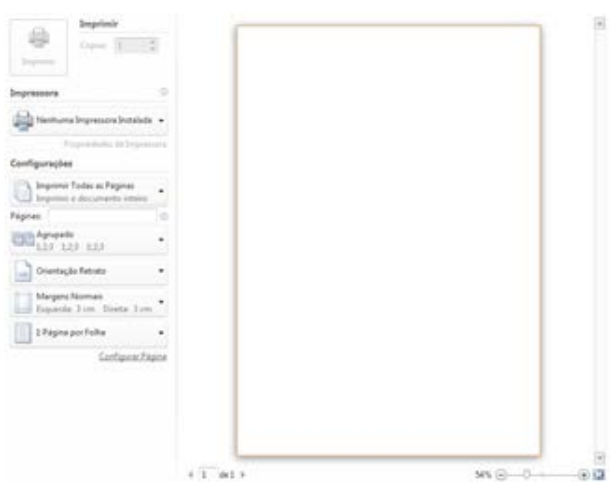 Imprimir
Cópias: 1
Imprimir
Impressora
Nenhuma Impressora Instalada
Propriedades da Impressora
Configurações
Imprimir Todas as Páginas
Imprimir o documento inteiro
Páginas:
Agrupado
1;2;3 1;2;3 1;2;3
Orientação Retrato
Margens Normais
Esquerda: 3 cm Direita: 3 cm
1 Página por Folha
Configurar Página
1 de 1
54%